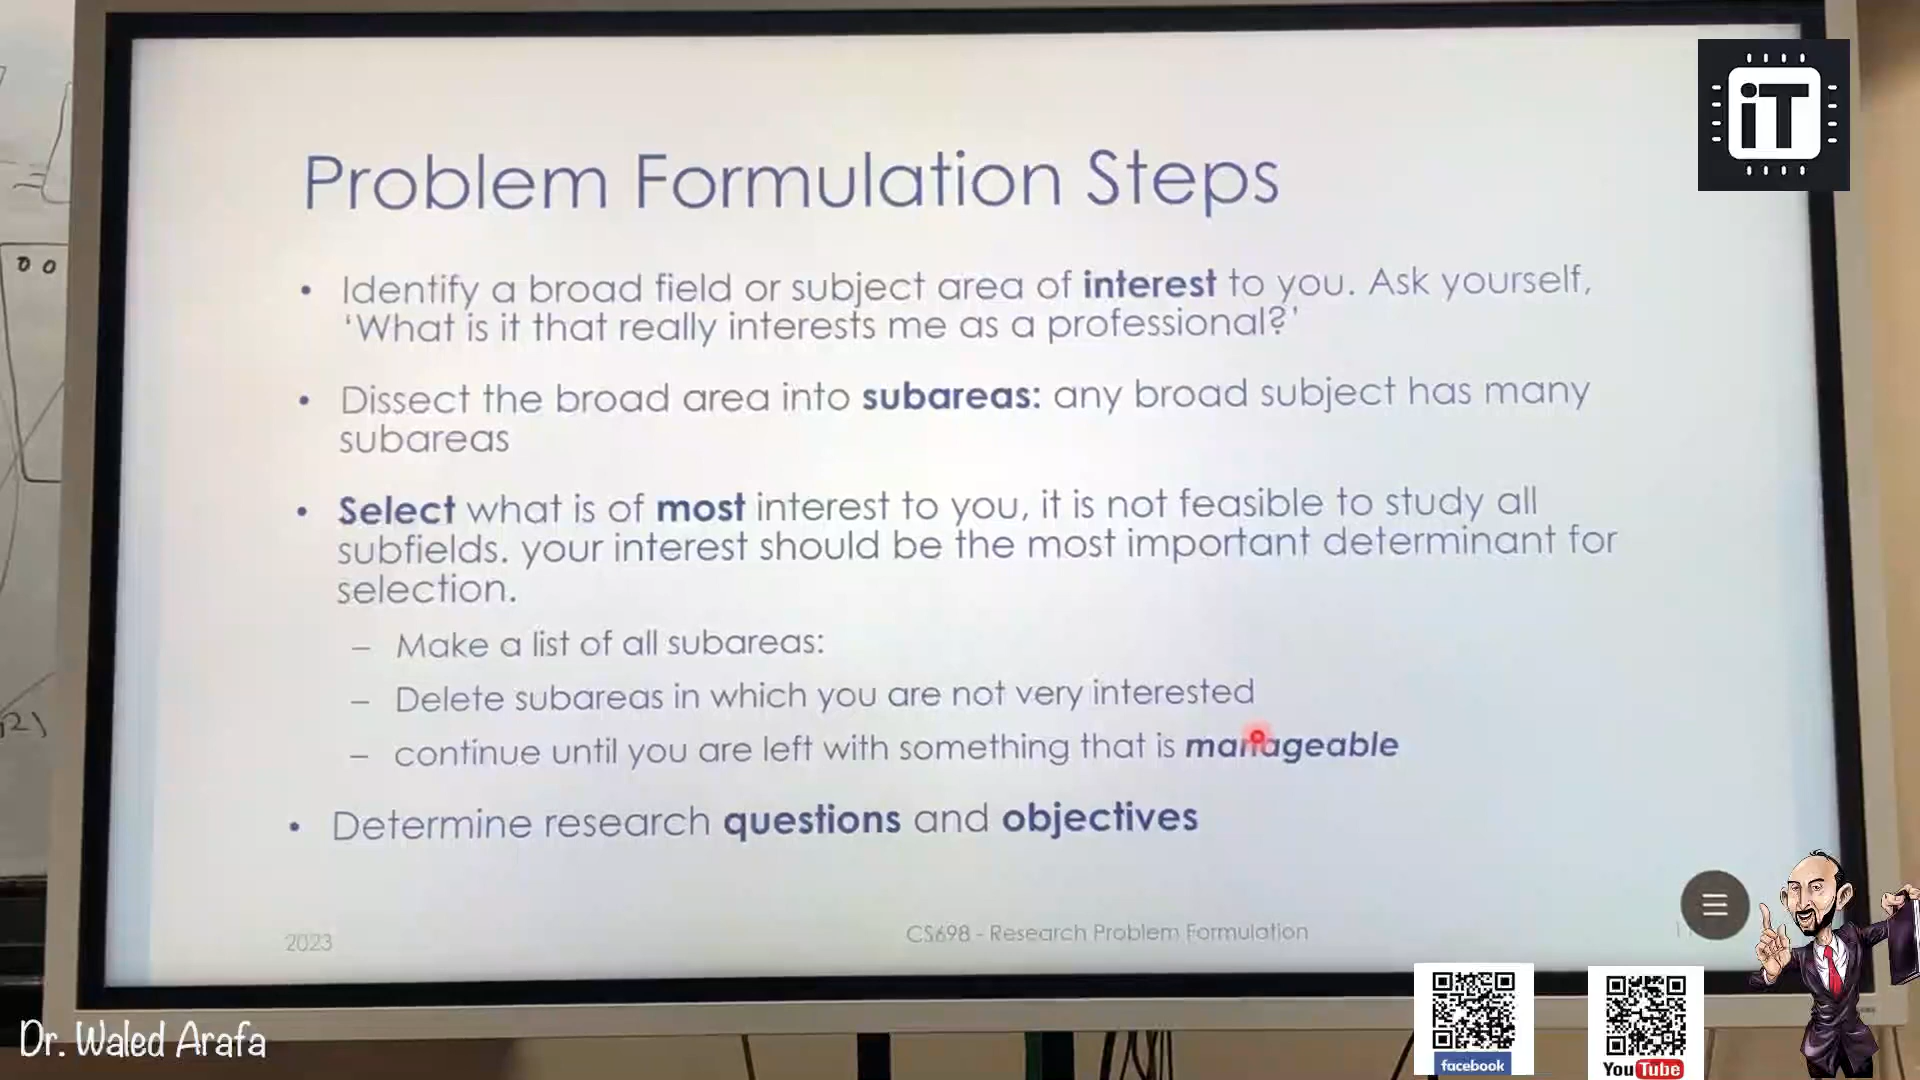 iT
Problem Formulation Steps
• Identify a broad field or subject area of interest to you. Ask yourself,
‘What is it that really interests me as a professional?’
• Dissect the broad area into subareas: any broad subject has many
subareas
• Select what is of most interest to you, it is not feasible to study all
subfields. your interest should be the most important determinant for
selection.
– Make a list of all subareas:
– Delete subareas in which you are not very interested
– continue until you are left with something that is manageable
• Determine research questions and objectives
2023
CS698 - Research Problem Formulation
Dr. Waled Arafa
facebook
YouTube